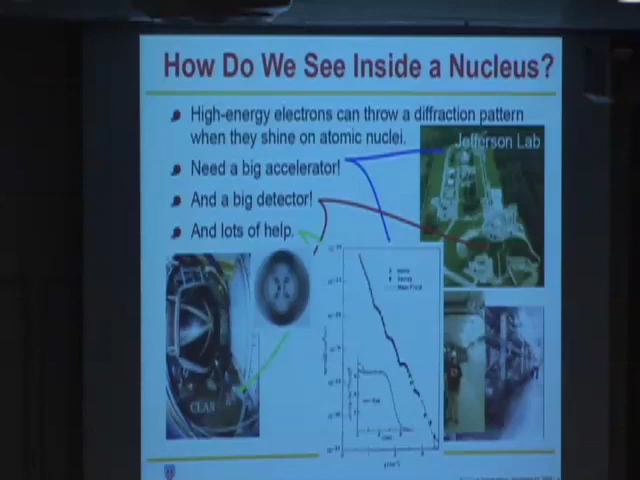 How Do We See Inside a Nucleus?
High-energy electrons can throw a diffraction pattern
when they shine on atomic nuclei.
Jefferson Lab
Need a big accelerator!
And a big detector!
And lots of help.
CLAS